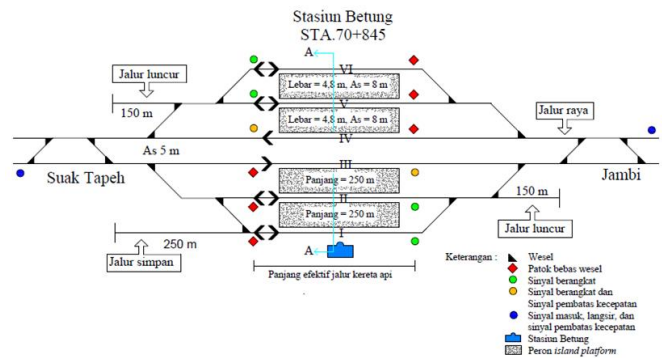 Stasiun Betung
STA.70+845
A
VI
Jalur luncur
Lebar = 4,8 m, As = 8 m
150 m
V
Jalur raya
Lebar = 4,8 m, As = 8 m
IV
As 5 m
III
Suak Tapeh
Panjang = 250 m
Jambi
II
150 m
Panjang = 250 m
I
Jalur luncur
250 m
A
Jalur simpan
Panjang efektif jalur kereta api
Keterangan :
Wesel
Patok bebas wesel
Sinyal berangkat
Sinyal berangkat dan
Sinyal pembatas kecepatan
Sinyal masuk, langsir, dan
sinyal pembatas kecepatan
Stasiun Betung
Peron island platform